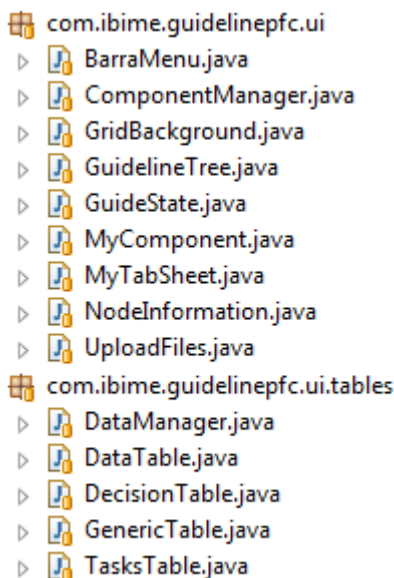 com.ibime.guidelinepfc.ui
BarraMenu.java
ComponentManager.java
GridBackground.java
GuidelineTree.java
GuideState.java
MyComponent.java
MyTabSheet.java
NodeInformation.java
UploadFiles.java
com.ibime.guidelinepfc.ui.tables
DataManager.java
DataTable.java
DecisionTable.java
GenericTable.java
TasksTable.java